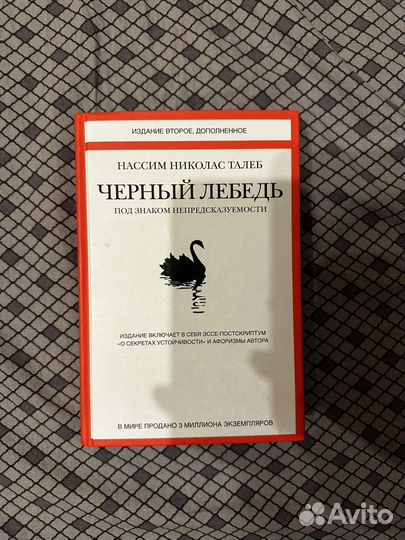 ИЗДАНИЕ ВТОРОЕ, ДОПОЛНЕННОЕ
НАССИМ НИКОЛАС ТАЛЕБ
ЧЕРНЫЙ ЛЕБЕДЬ
ПОД ЗНАКОМ НЕПРЕДСКАЗУЕМОСТИ
ИЗДАНИЕ ВКЛЮЧАЕТ В СЕБЯ ЭССЕ-ПОСТСКРИПТУМ
«О СЕКРЕТАХ УСТОЙЧИВОСТИ» И АФОРИЗМЫ АВТОРА
В МИРЕ ПРОДАНО 3 МИЛЛИОНА ЭКЗЕМПЛЯРОВ
Avito